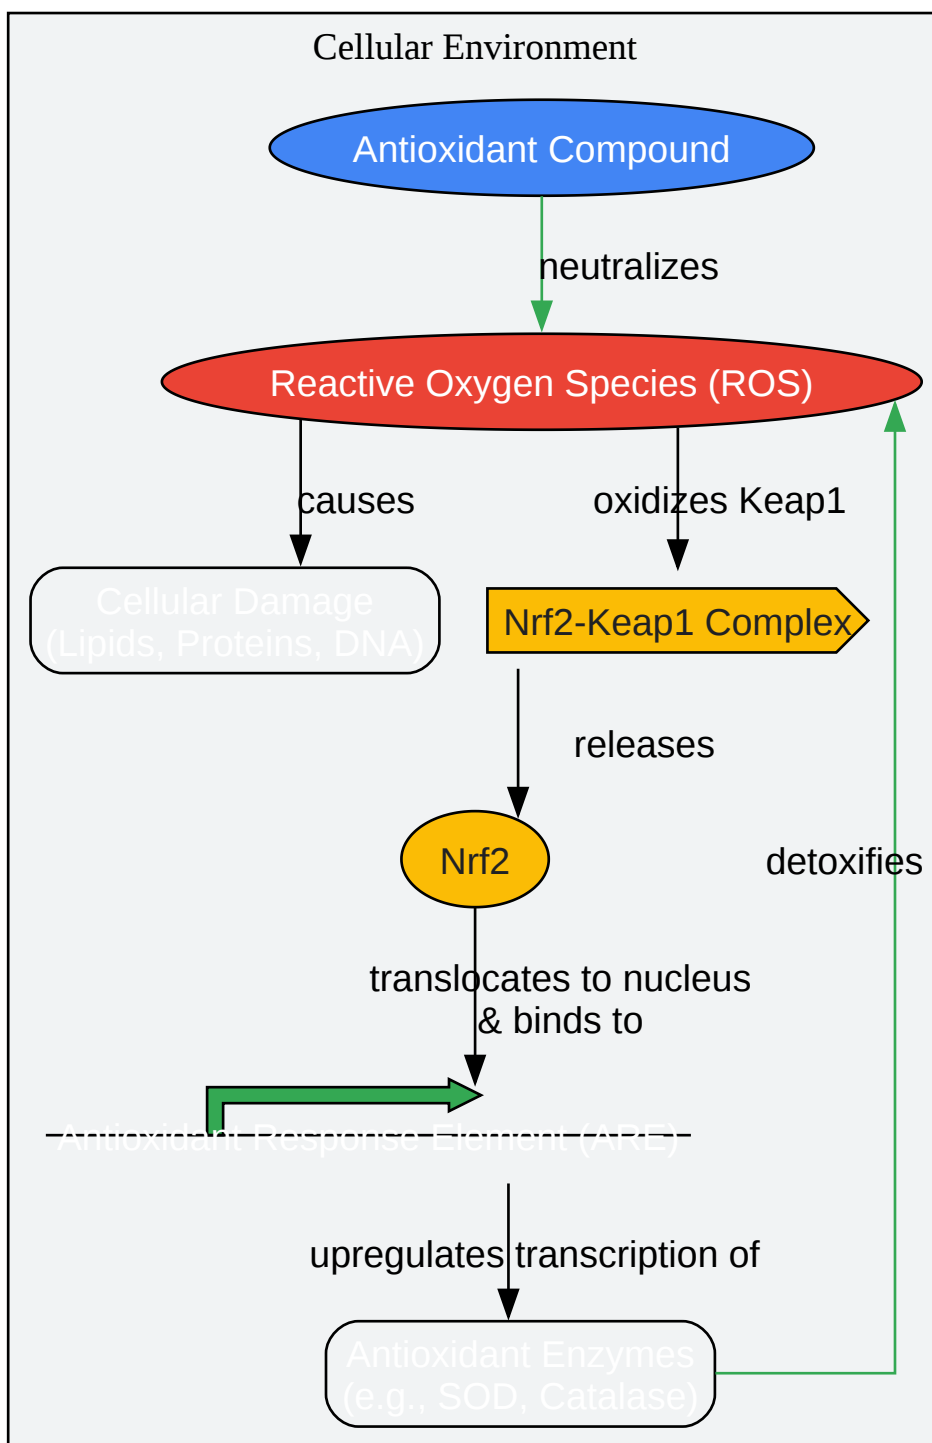 Cellular Environment
Antioxidant Compound
neutralizes
Reactive Oxygen Species (ROS)
causes
oxidizes Keap1
Cellular Damage
(Lipids, Proteins, DNA)
Nrf2-Keap1 Complex
releases
Nrf2
detoxifies
translocates to nucleus
& binds to
Antioxidant Response Element (ARE)
upregulates transcription of
Antioxidant Enzymes
(e.g., SOD, Catalase)